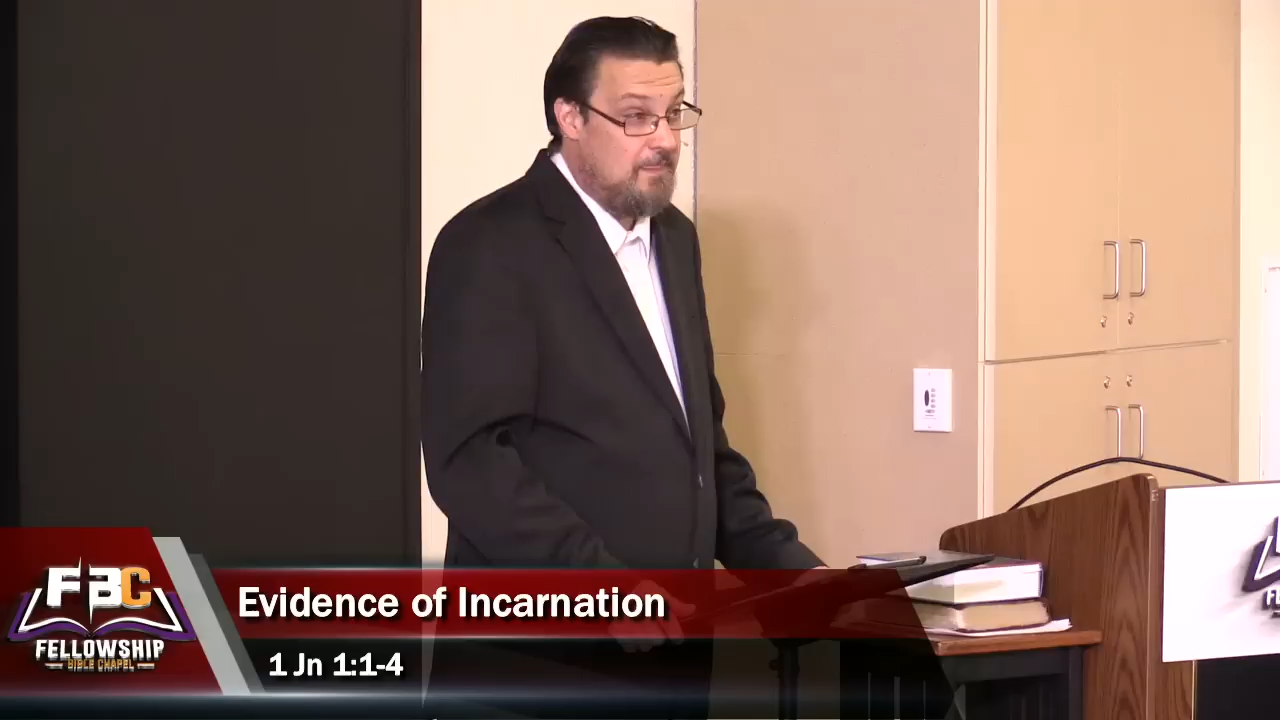 Evidence of Incarnation
1 Jn 1:1-4
FBC
FELLOWSHIP
BIBLE CHAPEL